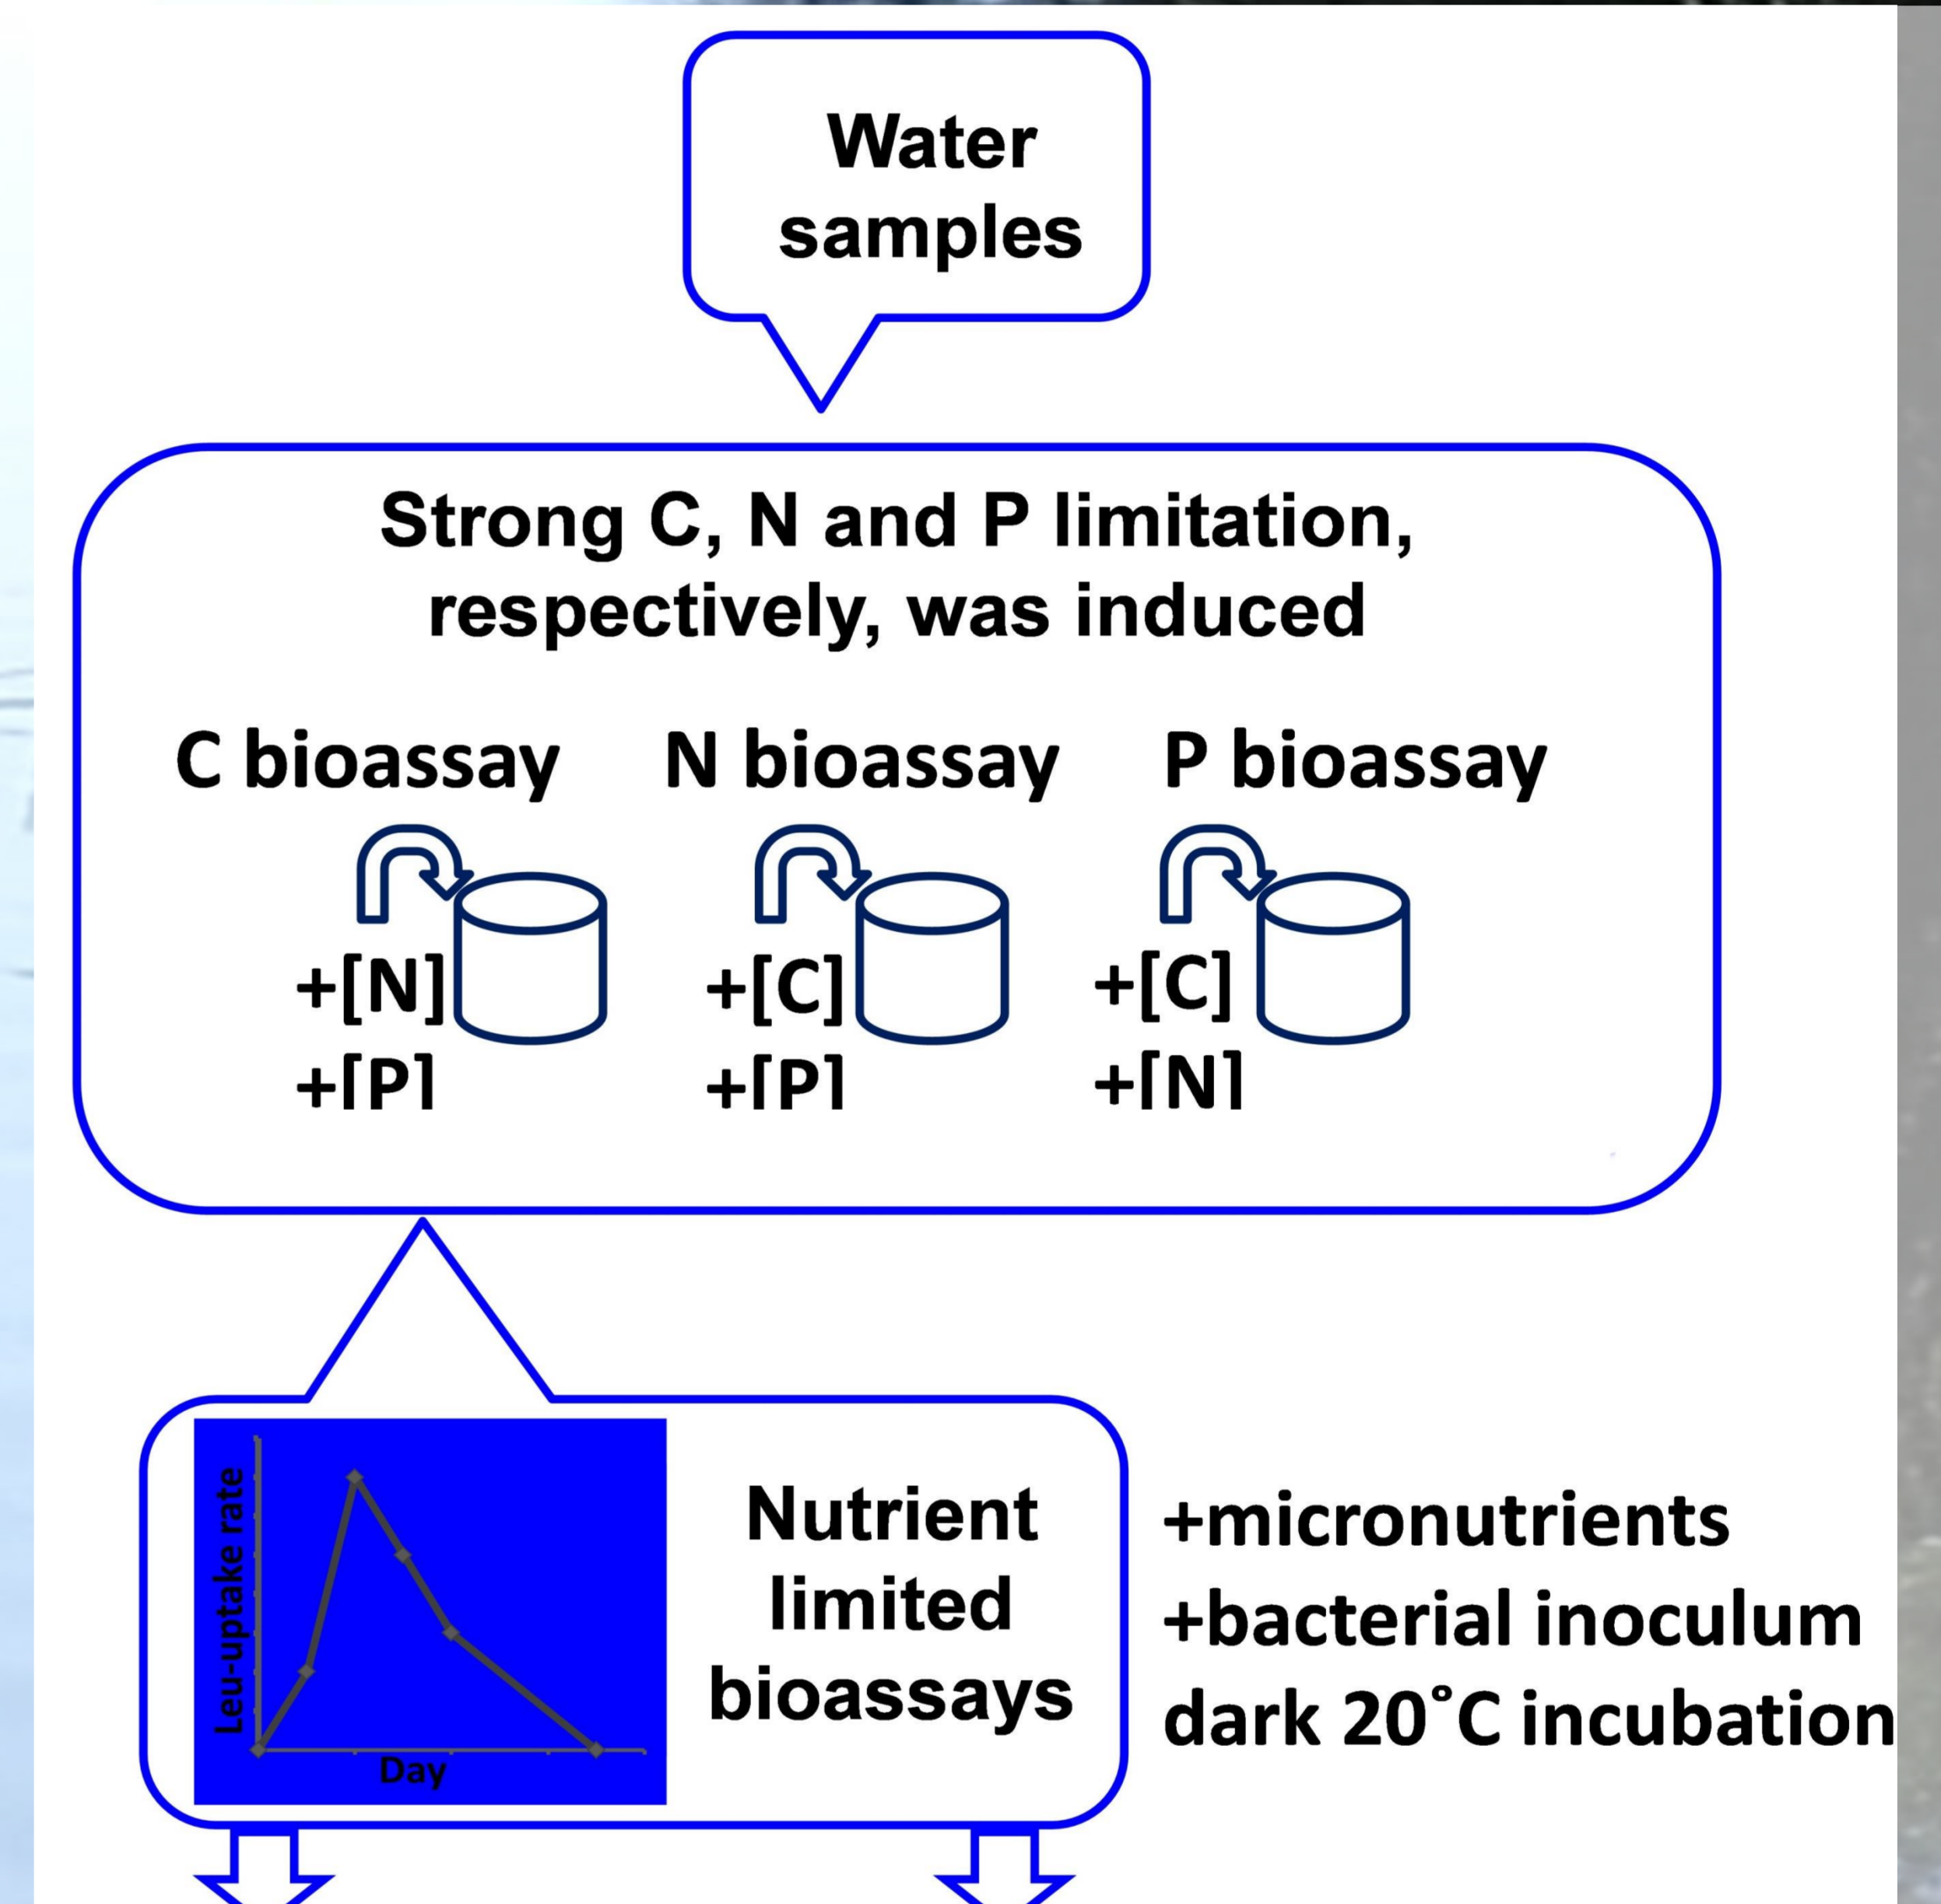 Water
samples
Strong C, N and P limitation,
respectively, was induced
C bioassay
N bioassay
P bioassay
+[N]
+[P]
+[C]
+[P]
+[C]
+[N]
Leu-uptake rate
Day
Nutrient
limited
bioassays
+micronutrients
+bacterial inoculum
dark 20°C incubation